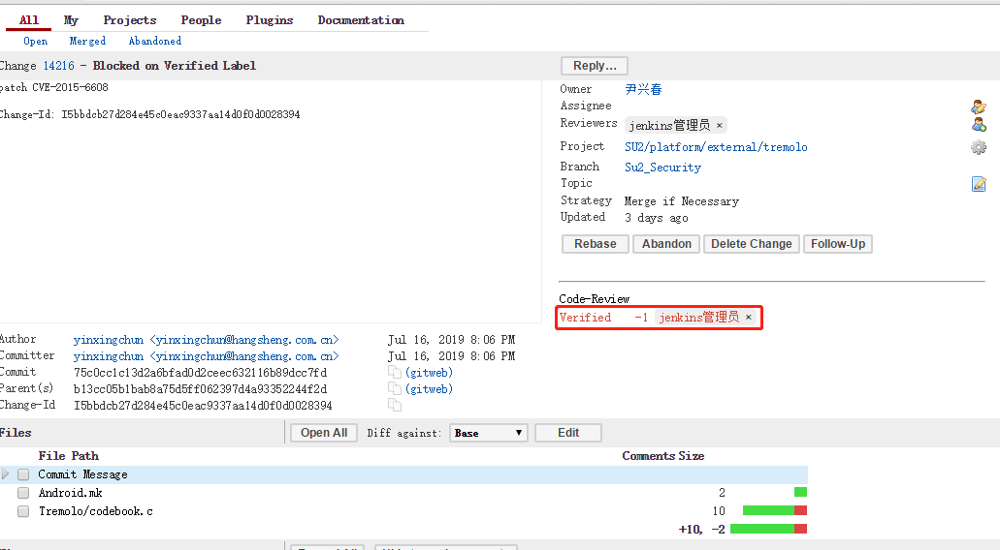 All My Projects People Plugins Documentation
Open Merged Abandoned
Change 14216 - Blocked on Verified Label
Reply...
patch CVE-2015-6608
Change-Id: I5bbdcb27d284e45c0eac9337aa14d0f0d0028394
Owner 尹兴春
Assignee
Reviewers jenkins管理员 ×
Project SU2/platform/external/tremolo
Branch Su2_Security
Topic
Strategy Merge if Necessary
Updated 3 days ago
Rebase Abandon Delete Change Follow-Up
Code-Review
Verified -1 jenkins管理员 ×
Author yinxingchun <yinxingchun@hangsheng.com.cn> Jul 16, 2019 8:06 PM
Committer yinxingchun <yinxingchun@hangsheng.com.cn> Jul 16, 2019 8:06 PM
Commit 75c0cc1c13d2a6bfad0d2ceec632116b89dcc7fd (gitweb)
Parent(s) b13cc05b1bab8a75d5ff062397d4a93352244f2d (gitweb)
Change-Id I5bbdcb27d284e45c0eac9337aa14d0f0d0028394
Files Open All Diff against: Base Edit
File Path Comments Size
Commit Message
Android.mk 2
Tremolo/codebook.c 10
+10, -2